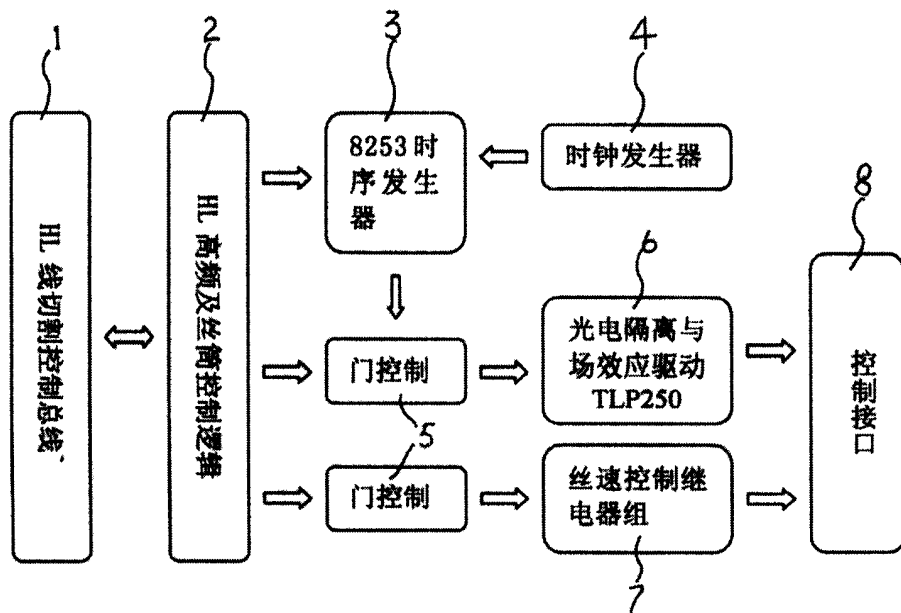 1
2
3
4
5
6
7
8
HL 线切割控制总线、
HL 高频及丝筒控制逻辑
8253时
序发生
器
时钟发生器
门控制
光电隔离与
场效应驱动
TLP250
门控制
丝速控制继
电器组
控制接口